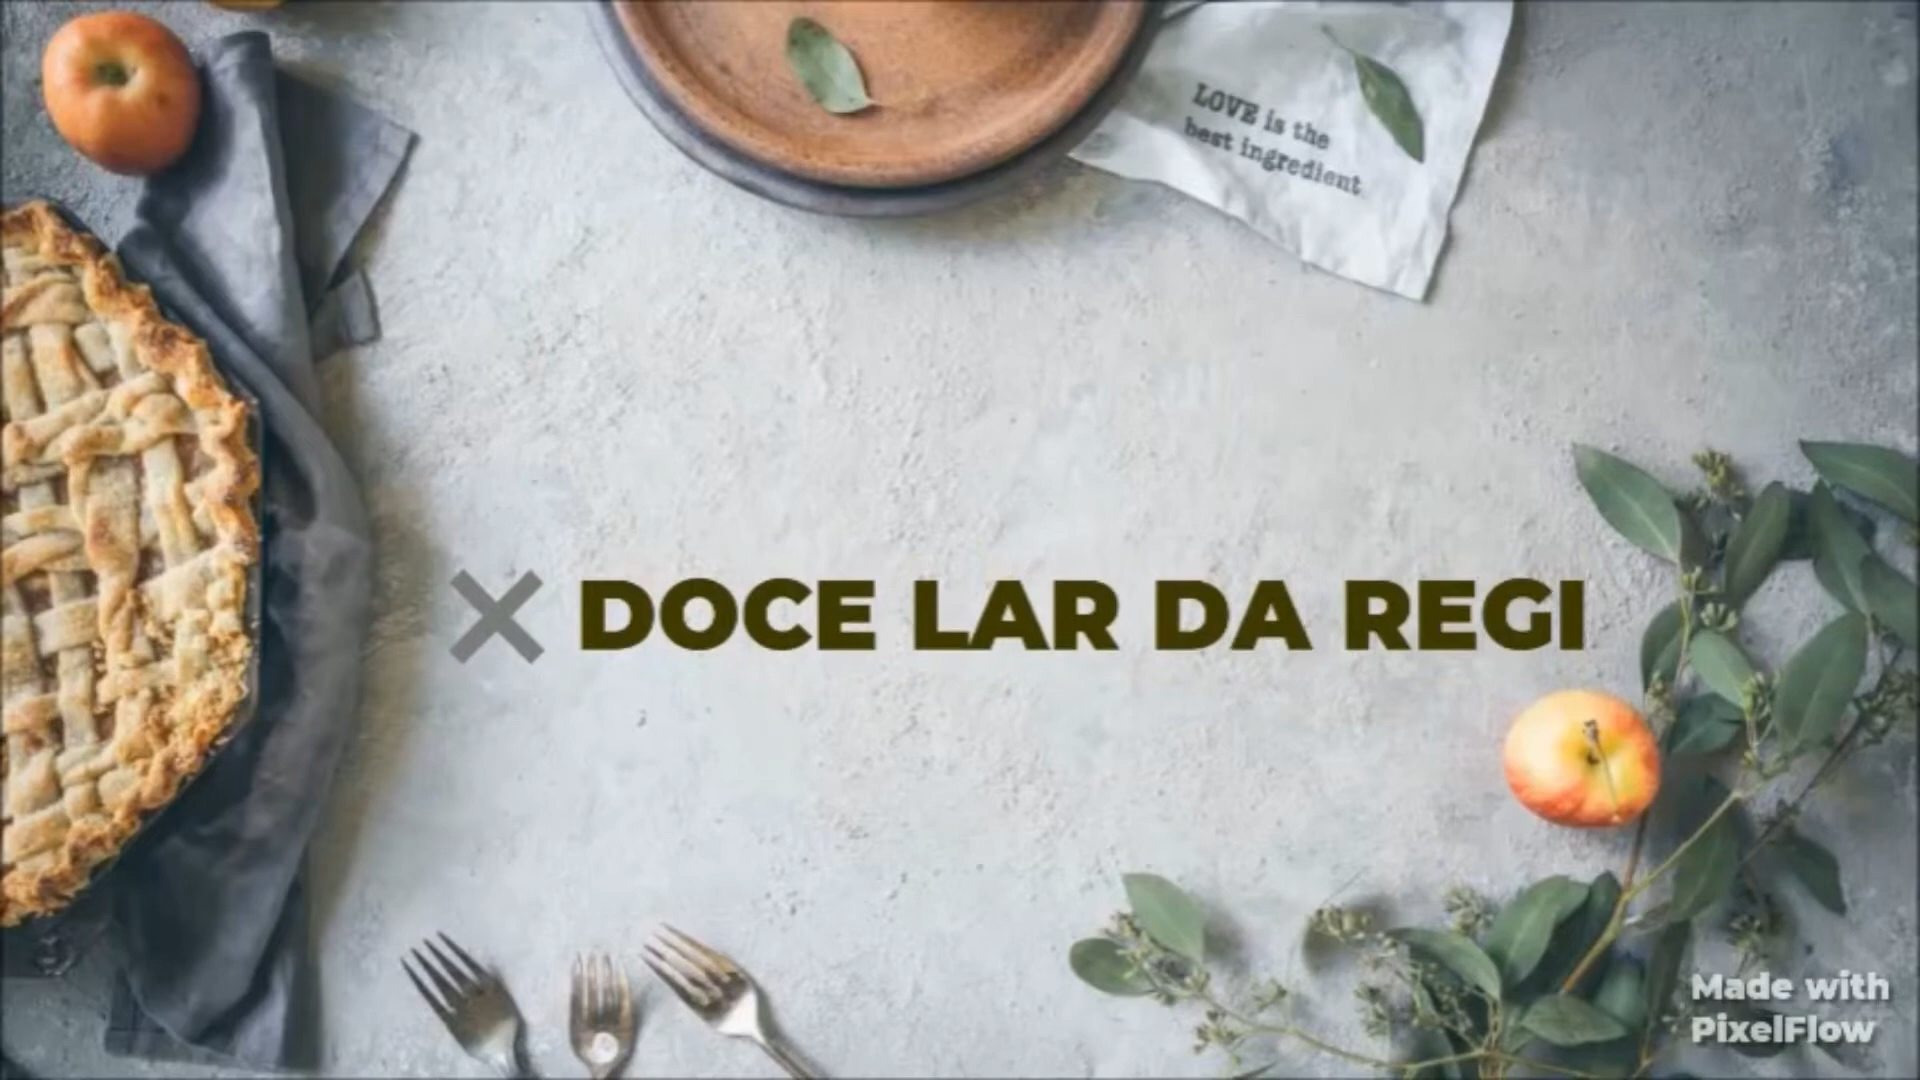 LOVE is the
best ingredient
DOCE LAR DA REGI
Made with
PixelFlow